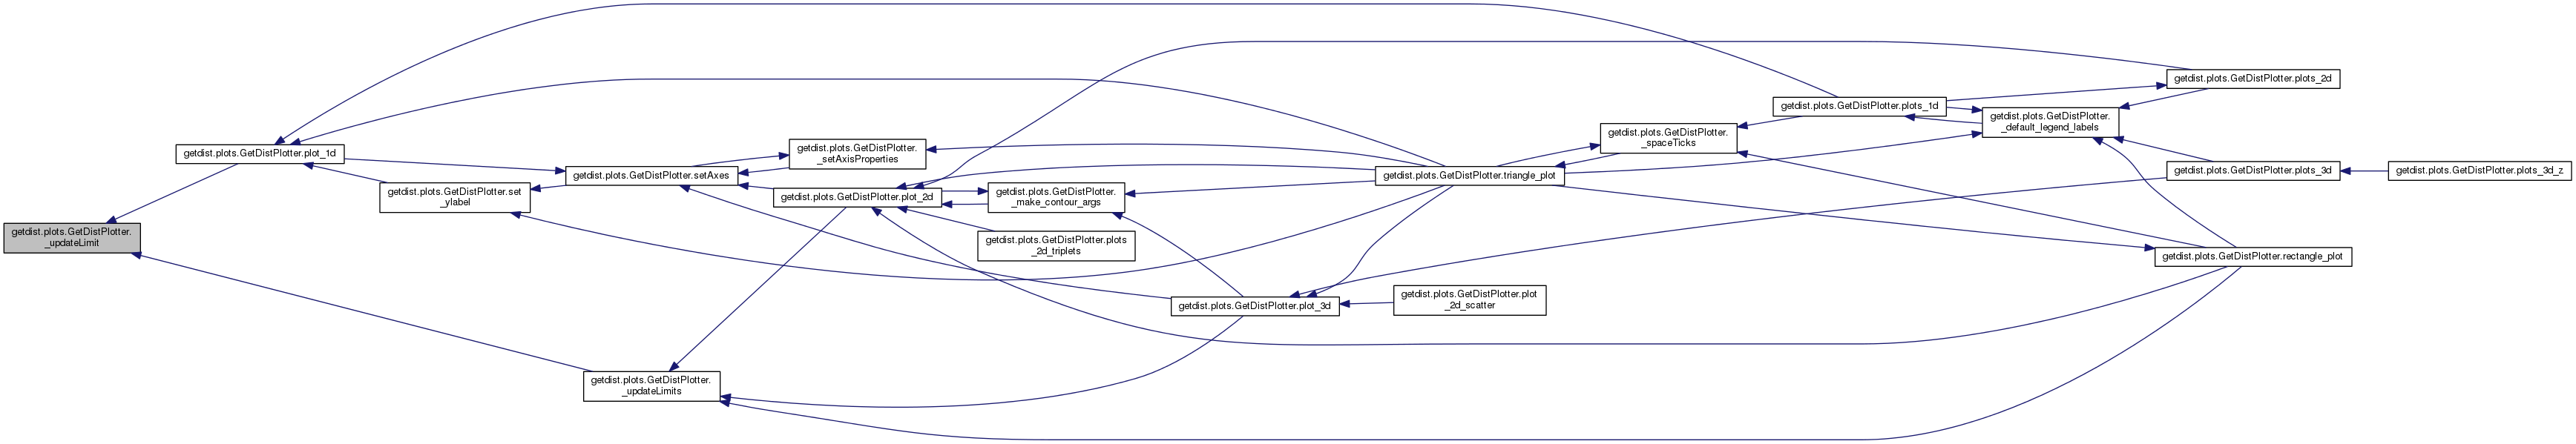 getdist.plots.GetDistPlotter.
_updateLimit
getdist.plots.GetDistPlotter.plot_1d
getdist.plots.GetDistPlotter.set
_ylabel
getdist.plots.GetDistPlotter.setAxes
getdist.plots.GetDistPlotter.
_updateLimits
getdist.plots.GetDistPlotter.
_setAxisProperties
getdist.plots.GetDistPlotter.plot_2d
getdist.plots.GetDistPlotter.
_make_contour_args
getdist.plots.GetDistPlotter.plots
_2d_triplets
getdist.plots.GetDistPlotter.plot_3d
getdist.plots.GetDistPlotter.triangle_plot
getdist.plots.GetDistPlotter.plot
_2d_scatter
getdist.plots.GetDistPlotter.
_spaceTicks
getdist.plots.GetDistPlotter.plots_1d
getdist.plots.GetDistPlotter.
_default_legend_labels
getdist.plots.GetDistPlotter.plots_2d
getdist.plots.GetDistPlotter.plots_3d
getdist.plots.GetDistPlotter.rectangle_plot
getdist.plots.GetDistPlotter.plots_3d_z